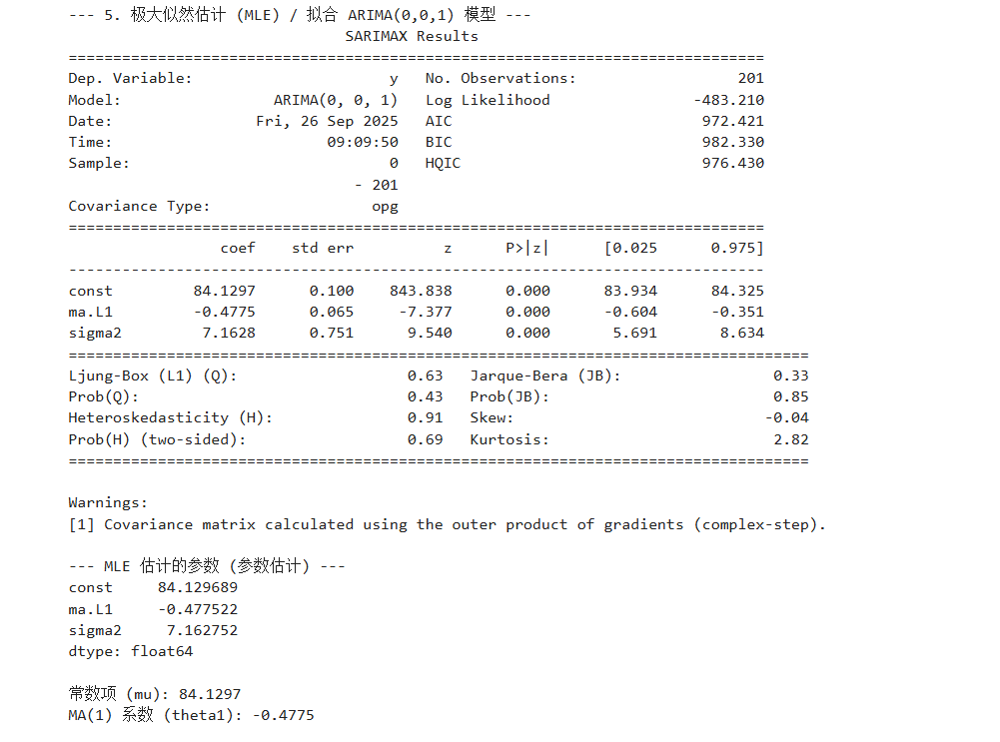 --- 5. 极大似然估计 (MLE) / 拟合 ARIMA(0,0,1) 模型 ---
                               SARIMAX Results
==============================================================================
Dep. Variable:                      y   No. Observations:                  201
Model:                 ARIMA(0, 0, 1)   Log Likelihood                -483.210
Date:                Fri, 26 Sep 2025   AIC                            972.421
Time:                        09:09:50   BIC                            982.330
Sample:                             0   HQIC                           976.430
                                - 201
Covariance Type:                  opg
==============================================================================
                 coef    std err          z      P>|z|      [0.025      0.975]
------------------------------------------------------------------------------
const         84.1297      0.100    843.838      0.000      83.934      84.325
ma.L1         -0.4775      0.065     -7.377      0.000      -0.604      -0.351
sigma2         7.1628      0.751      9.540      0.000       5.691       8.634
===================================================================================
Ljung-Box (L1) (Q):                   0.63   Jarque-Bera (JB):                 0.33
Prob(Q):                              0.43   Prob(JB):                         0.85
Heteroskedasticity (H):               0.91   Skew:                            -0.04
Prob(H) (two-sided):                  0.69   Kurtosis:                         2.82
===================================================================================

Warnings:
[1] Covariance matrix calculated using the outer product of gradients (complex-step).

--- MLE 估计的参数 (参数估计) ---
const     84.129689
ma.L1     -0.477522
sigma2     7.162752
dtype: float64

常数项 (mu): 84.1297
MA(1) 系数 (theta1): -0.4775